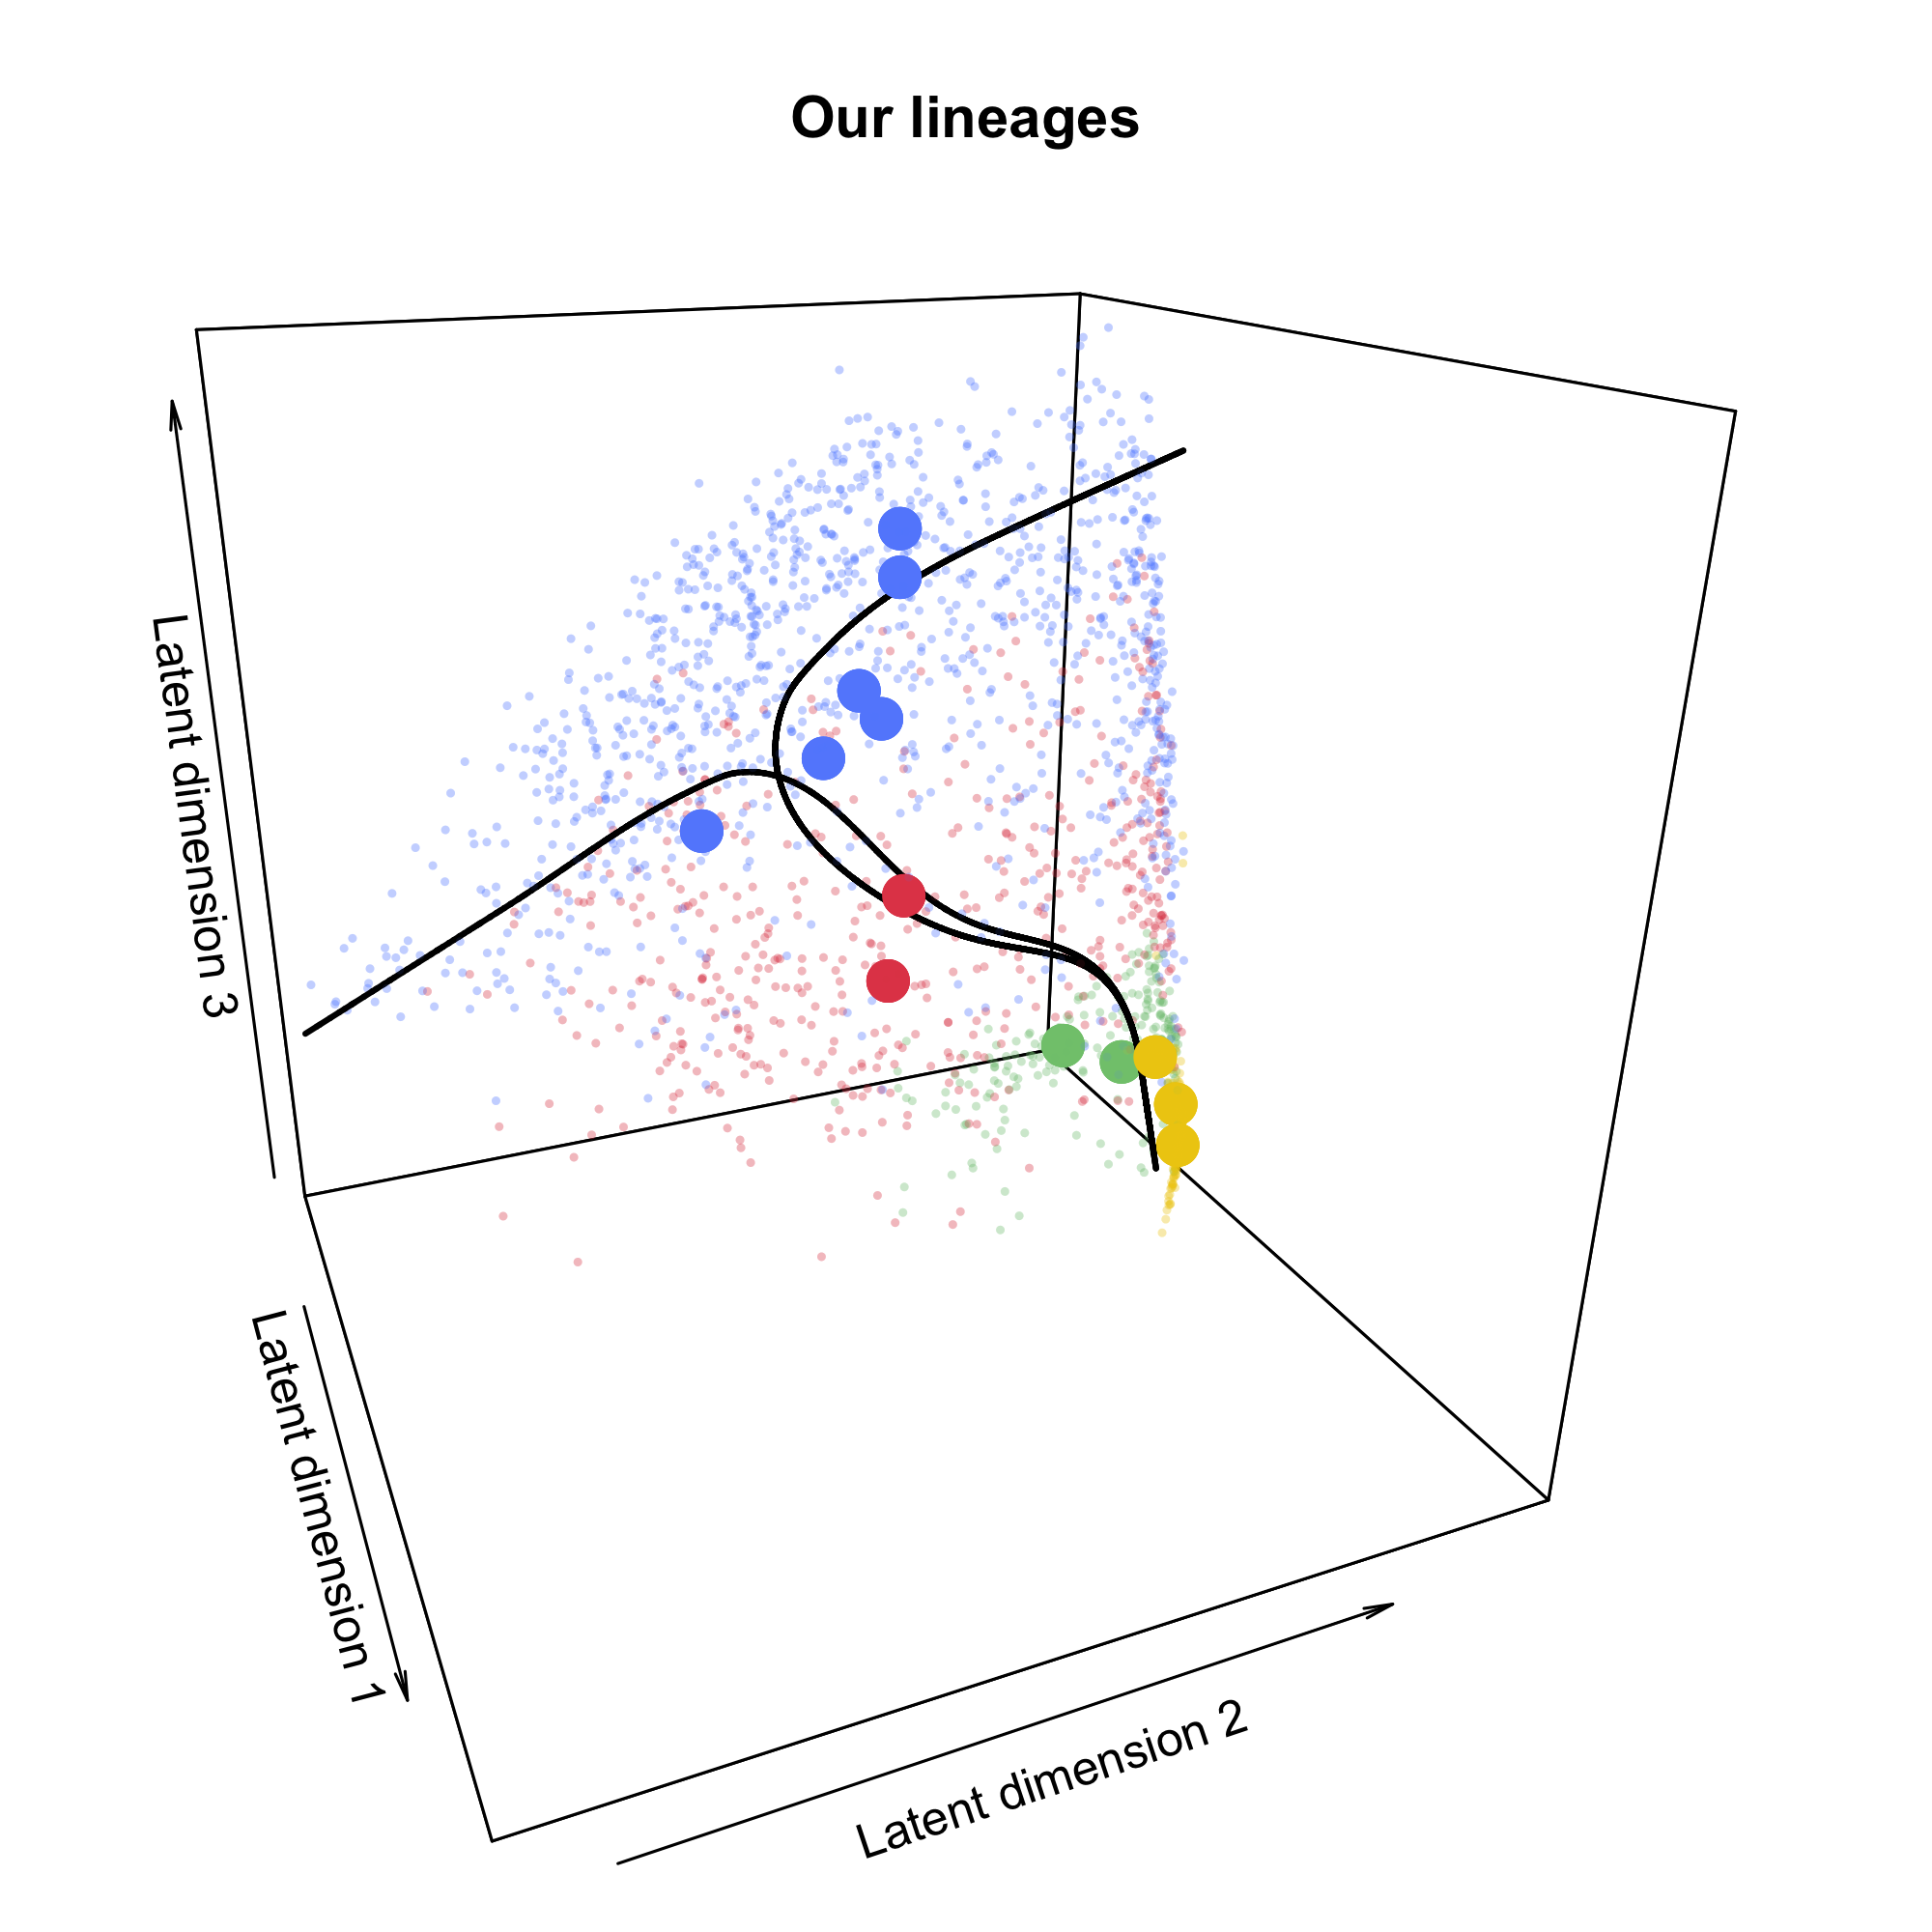 Our lineages
Latent dimension 3
Latent dimension 1
Latent dimension 2